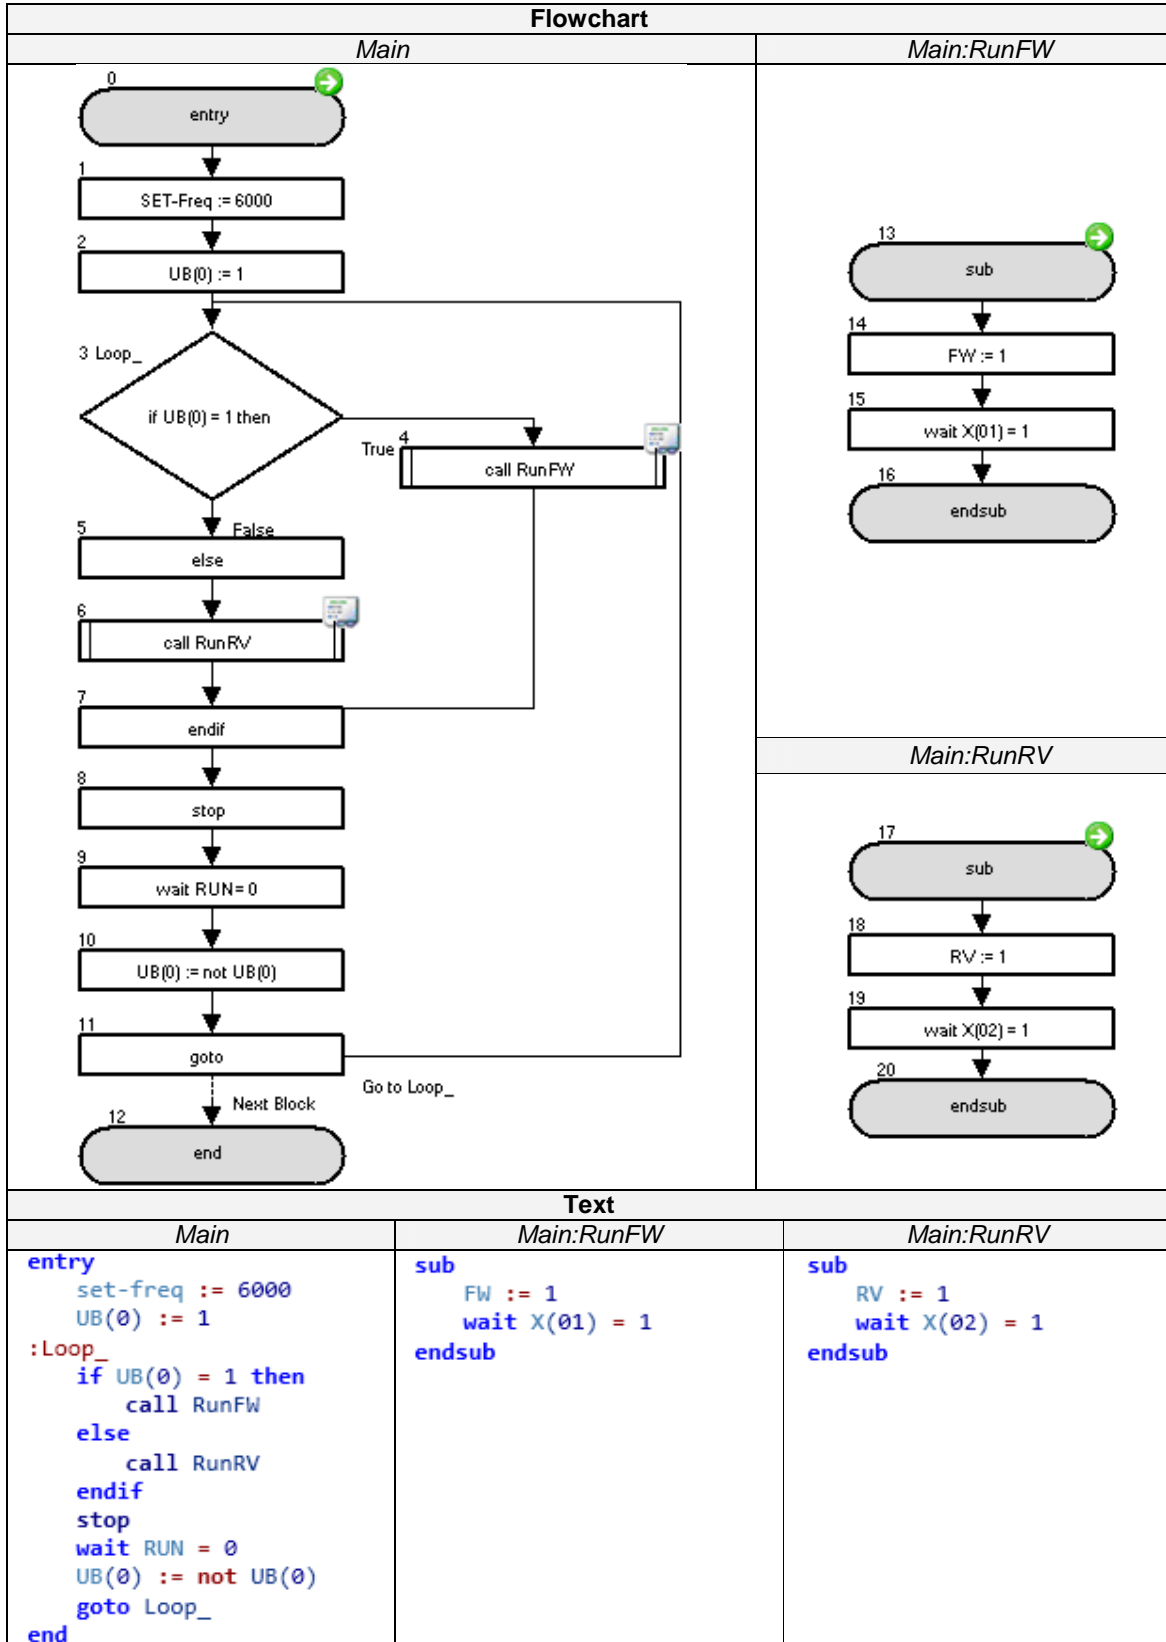 Flowchart
Main
Main:RunFW
0
entry
1
SET-Freq := 6000
2
UB(0) := 1
3 Loop_
if UB(0) = 1 then
True
4
call RunFW
False
5
else
6
call RunRV
7
endif
8
stop
9
wait RUN= 0
10
UB(0) := not UB(0)
11
goto
Go to Loop_
Next Block
12
end
13
sub
14
FW := 1
15
wait X(01) = 1
16
endsub
Main:RunRV
17
sub
18
RV := 1
19
wait X(02) = 1
20
endsub
Text
Main
Main:RunFW
Main:RunRV
entry
set-freq := 6000
UB(0) := 1
:Loop_
if UB(0) = 1 then
call RunFW
else
call RunRV
endif
stop
wait RUN = 0
UB(0) := not UB(0)
goto Loop_
end
sub
FW := 1
wait X(01) = 1
endsub
sub
RV := 1
wait X(02) = 1
endsub